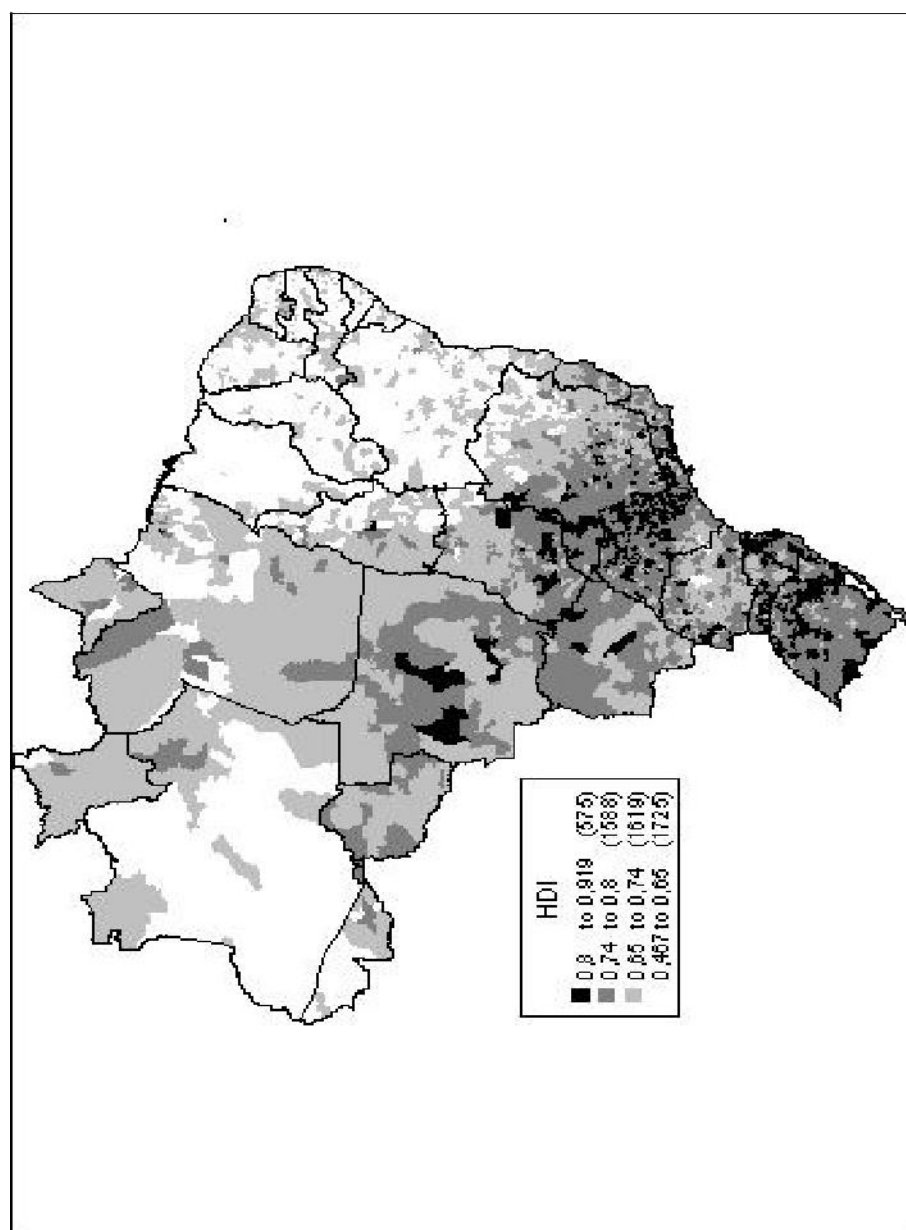 HDI
0,8 to 0,919 (575)
0,74 to 0,8 (1588)
0,65 to 0,74 (1619)
0,467 to 0,65 (1725)